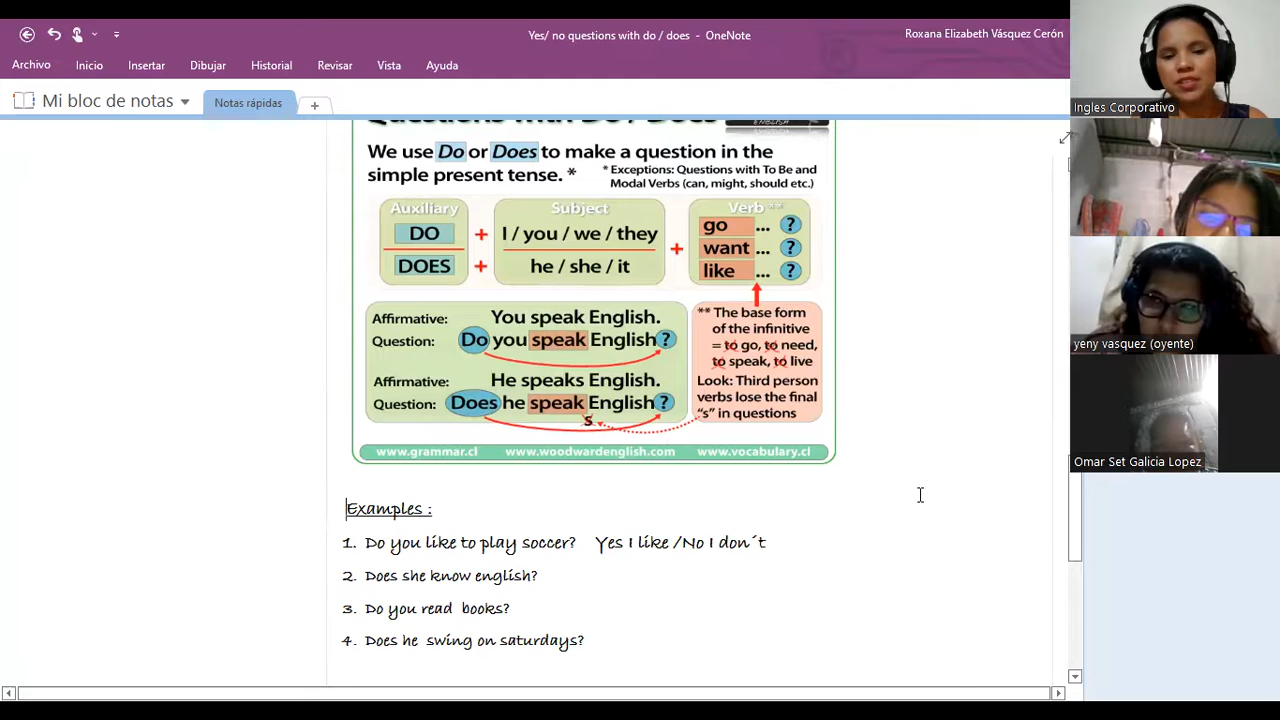 Yes/ no questions with do / does - OneNote
Roxana Elizabeth Vásquez Cerón
Archivo Inicio Insertar Dibujar Historial Revisar Vista Ayuda
Mi bloc de notas
Notas rápidas
Questions with Do / Does
ENGLISH
We use Do or Does to make a question in the
simple present tense. *
* Exceptions: Questions with To Be and
Modal Verbs (can, might, should etc.)
Auxiliary Subject Verb **
DO + I / you / we / they
DOES + he / she / it
+
go ... ?
want ... ?
like ... ?
Affirmative: You speak English.
Question: Do you speak English ?
Affirmative: He speaks English.
Question: Does he speak English ?
s
** The base form
of the infinitive
= to go, to need,
to speak, to live
Look: Third person
verbs lose the final
“s” in questions
www.grammar.cl www.woodwardenglish.com www.vocabulary.cl
Examples :
1. Do you like to play soccer? Yes I like /No I don´t
2. Does she know english?
3. Do you read books?
4. Does he swing on saturdays?
Ingles Corporativo
yeny vasquez (oyente)
Omar Set Galicia Lopez